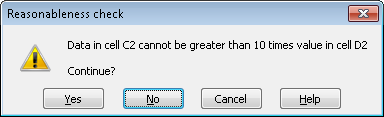 Reasonableness check
Data in cell C2 cannot be greater than 10 times value in cell D2
Continue?
Yes
No
Cancel
Help